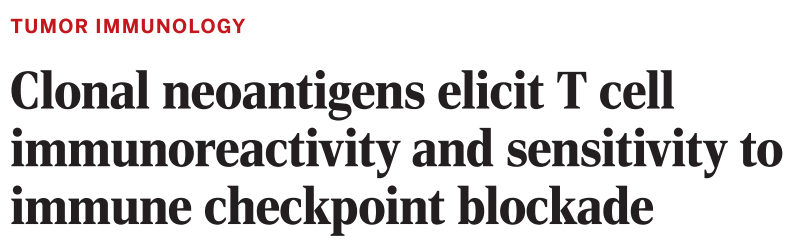 TUMOR IMMUNOLOGY
Clonal neoantigens elicit T cell
immunoreactivity and sensitivity to
immune checkpoint blockade